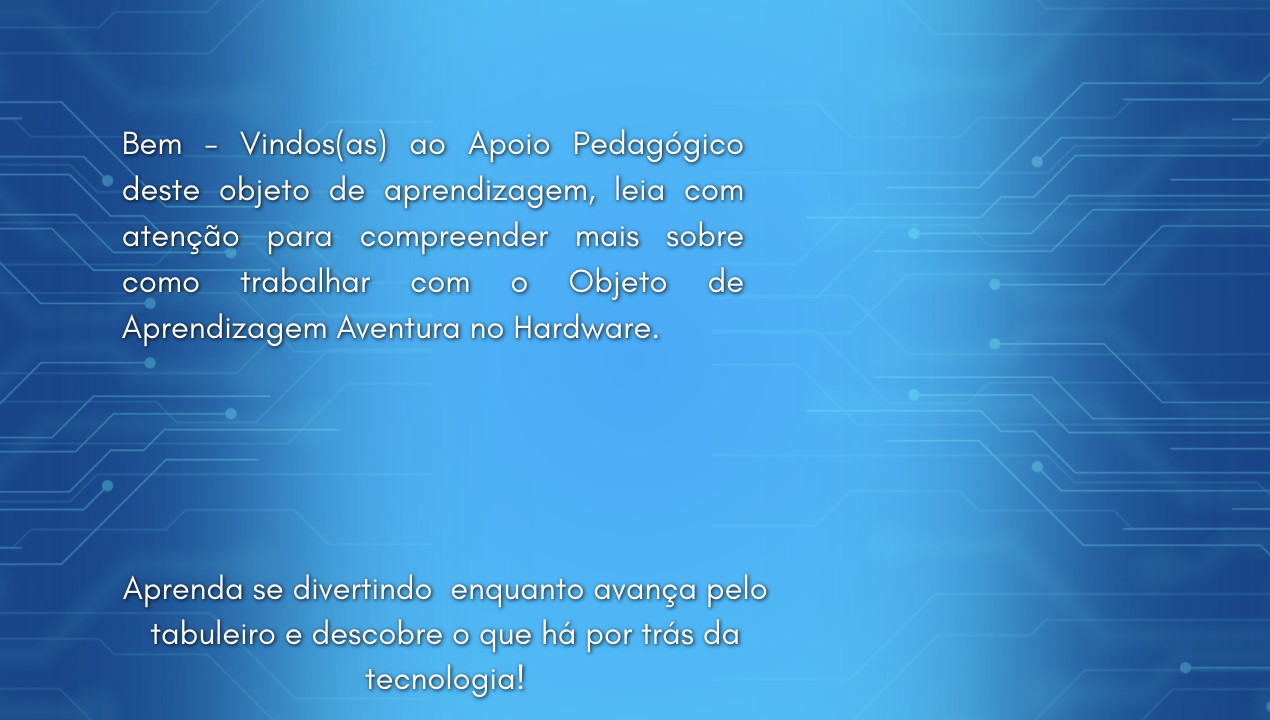 Bem - Vindos(as) ao Apoio Pedagógico
deste objeto de aprendizagem, leia com
atenção para compreender mais sobre
como trabalhar com o Objeto de
Aprendizagem Aventura no Hardware.
Aprenda se divertindo  enquanto avança pelo
tabuleiro e descobre o que há por trás da
tecnologia!